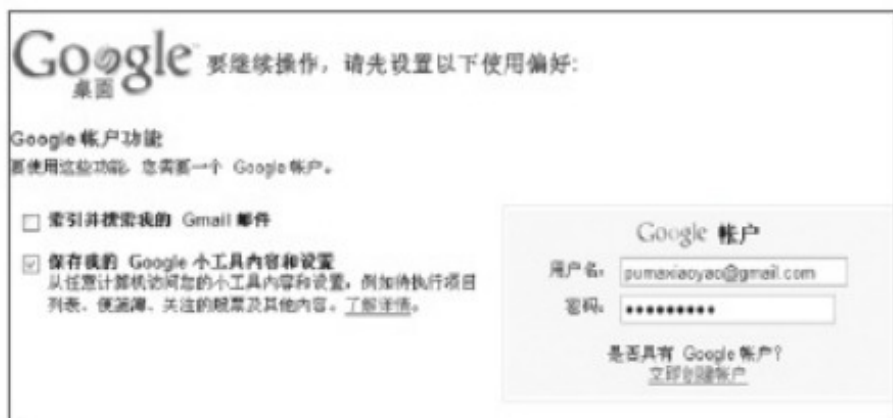 Google 桌面
要继续操作，请先设置以下使用偏好：
Google 帐户功能
要使用这些功能，您需要一个 Google 帐户。
索引并搜索我的 Gmail 邮件
保存我的 Google 小工具内容和设置
从任意计算机访问您的小工具内容和设置，例如待执行项目
列表、便笺簿、关注的股票及其他内容。了解详情。
Google 帐户
用户名： pumaxiaoyao@gmail.com
密码： •••••••••
是否具有 Google 帐户？
立即创建帐户